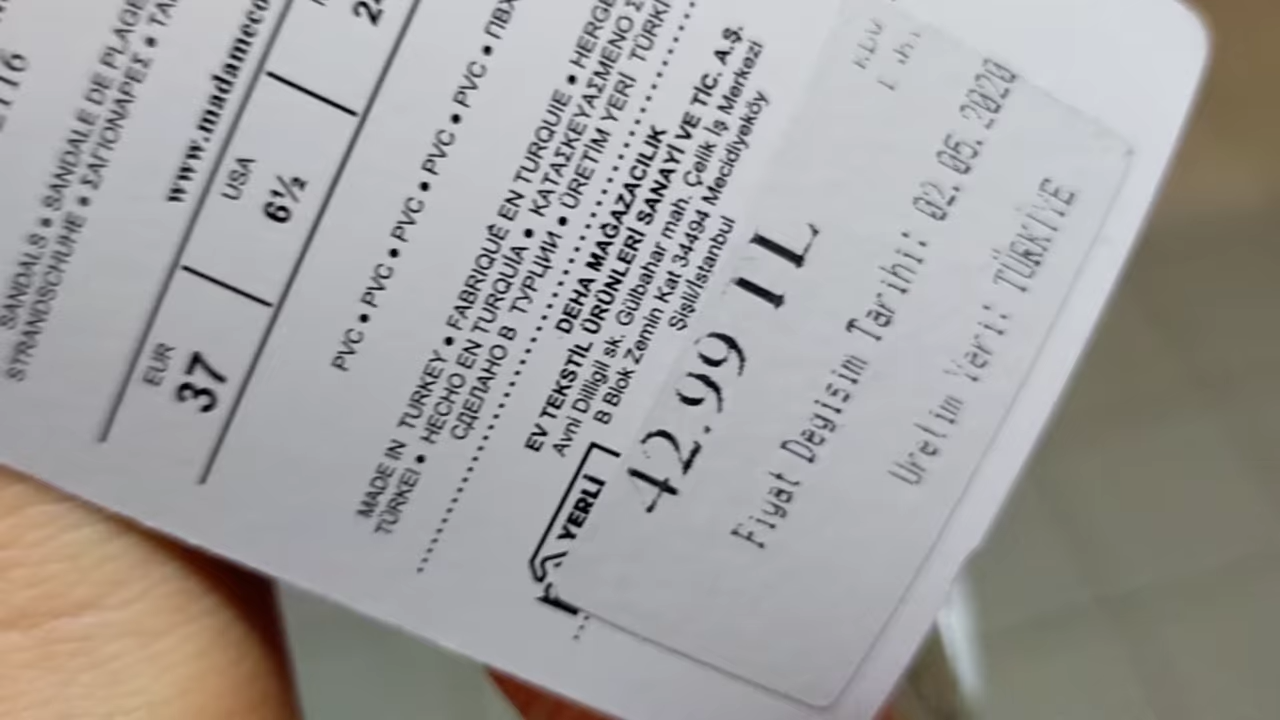 116
SANDALS • SANDALE DE PLAGE
STRANDSCHUHE • ΣΑΓΙΟΝΑΡΕΣ •
www.madameco
EUR USA
37 6½ 24
PVC • PVC • PVC • PVC • PVC • ПВХ
MADE IN TURKEY • FABRIQUÉ EN TURQUIE • HERGE
TÜRKEI • HECHO EN TURQUÍA • ΚΑΤΑΣΚΕΥΑΣΜΕΝΟ Σ
СДЕЛАНО В ТУРЦИИ • ÜRETİM YERİ TÜRKİ
DEHA MAĞAZACILIK
EV TEKSTİL ÜRÜNLERİ SANAYİ VE TİC. A.Ş.
Avni Dilligil sk. Gülbahar mah. Çelik İş Merkezi
B Blok Zemin Kat 34494 Mecidiyeköy
Şişli/İstanbul
YERLİ
KDV
42.99 TL
Fiyat Degisim Tarihi: 02.05.2020
Uretim Yeri: TÜRKİYE